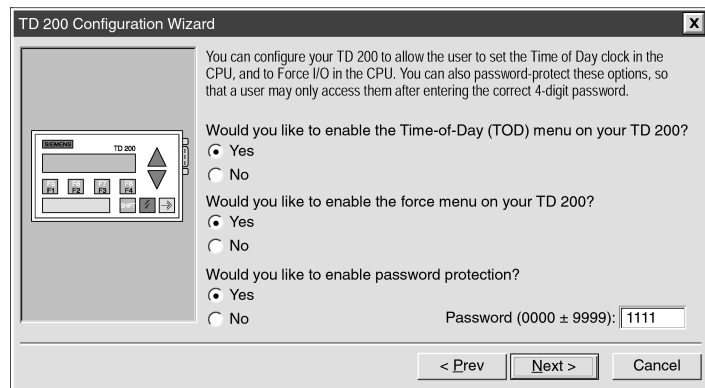 TD 200 Configuration Wizard
X
You can configure your TD 200 to allow the user to set the Time of Day clock in the
CPU, and to Force I/O in the CPU. You can also password-protect these options, so
that a user may only access them after entering the correct 4-digit password.
Would you like to enable the Time-of-Day (TOD) menu on your TD 200?
Yes
No
Would you like to enable the force menu on your TD 200?
Yes
No
Would you like to enable password protection?
Yes
No
Password (0000 ± 9999): 1111
SIEMENS
TD 200
F5 F6 F7 F8
F1 F2 F3 F4
SHIFT
< Prev Next > Cancel